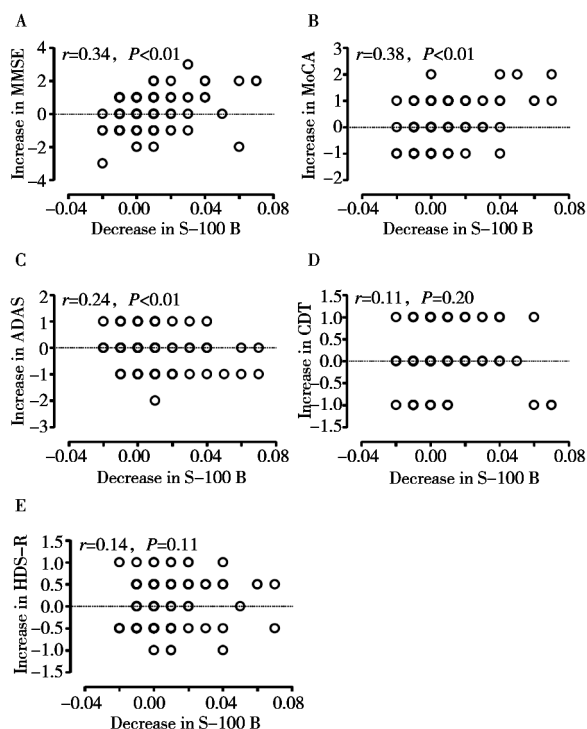 A
r=0.34, P<0.01
Increase in MMSE
4
2
0
−2
−4
−0.04
0.00
0.04
0.08
Decrease in S−100 B
B
r=0.38, P<0.01
Increase in MoCA
3
2
1
0
−1
−2
−0.04
0.00
0.04
0.08
Decrease in S−100 B
C
r=0.24, P<0.01
Increase in ADAS
2
1
0
−1
−2
−3
−0.04
0.00
0.04
0.08
Decrease in S−100 B
D
r=0.11, P=0.20
Increase in CDT
1.5
1.0
0.5
0.0
−0.5
−1.0
1.5
−0.04
0.00
0.04
0.08
Decrease in S−100 B
E
r=0.14, P=0.11
Increase in HDS−R
1.5
1.0
0.5
0.0
−0.5
−1.0
1.5
−0.04
0.00
0.04
0.08
Decrease in S−100 B